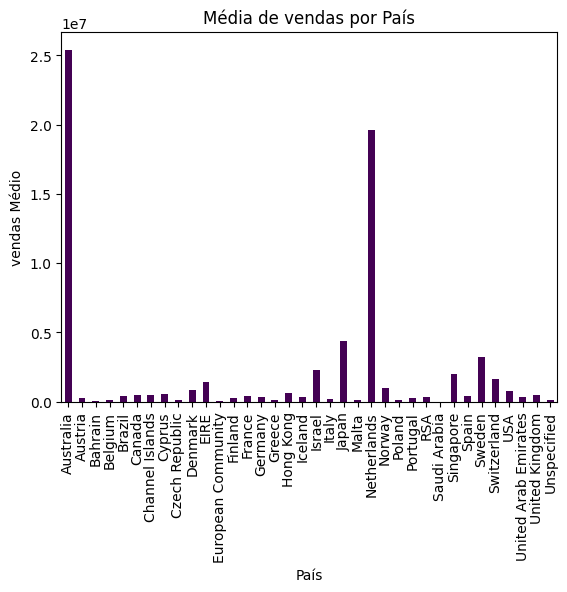 Média de vendas por País
1e7
vendas Médio
2.5
2.0
1.5
1.0
0.5
0.0
Australia
Austria
Bahrain
Belgium
Brazil
Canada
Channel Islands
Cyprus
Czech Republic
Denmark
EIRE
European Community
Finland
France
Germany
Greece
Hong Kong
Iceland
Israel
Italy
Japan
Malta
Netherlands
Norway
Poland
Portugal
RSA
Saudi Arabia
Singapore
Spain
Sweden
Switzerland
USA
United Arab Emirates
United Kingdom
Unspecified
País